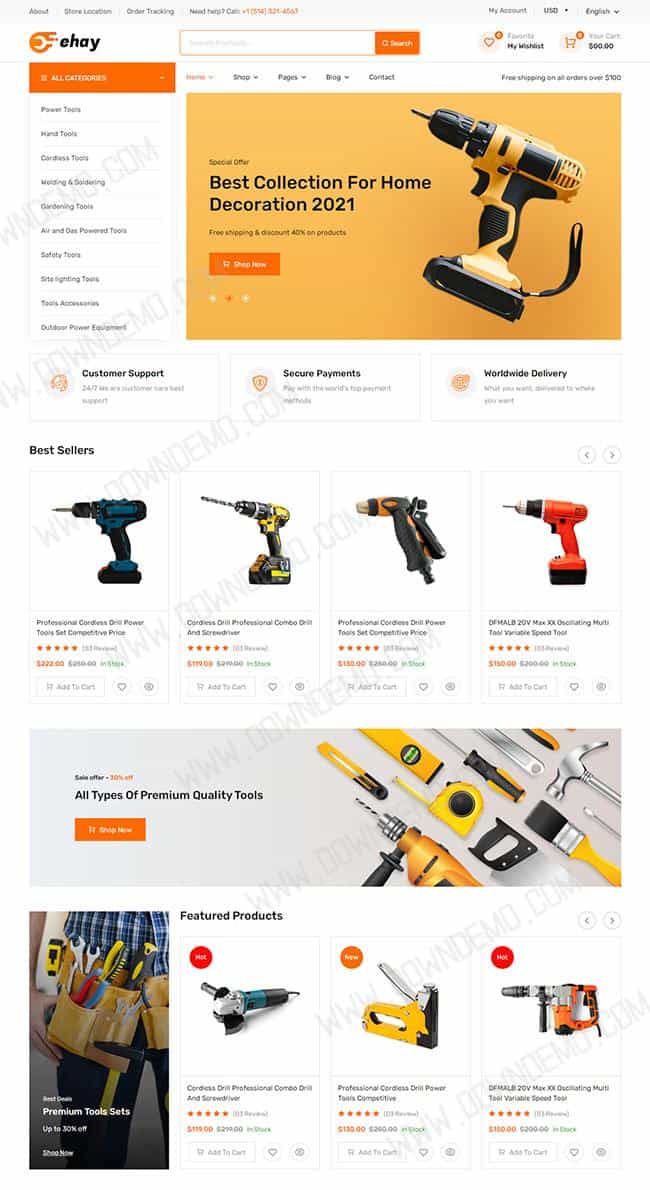 About
Store Location
Order Tracking
Need help? Call: +1 (514) 321-4567
My Account
USD
English
ehay
Search Products...
Search
0
Favorite
My Wishlist
0
Your Cart:
$00.00
ALL CATEGORIES
Home
Shop
Pages
Blog
Contact
Free shipping on all orders over $100
Power Tools
Hand Tools
Cordless Tools
Welding & Soldering
Gardening Tools
Air and Gas Powered Tools
Safety Tools
Site lighting Tools
Tools Accessories
Outdoor Power Equipment
Special Offer
Best Collection For Home
Decoration 2021
Free shipping & discount 40% on products
Shop Now
Customer Support
24/7 We are customer care best
support
Secure Payments
Pay with the world's top payment
methods
Worldwide Delivery
What you want, delivered to where
you want
Best Sellers
Professional Cordless Drill Power
Tools Set Competitive Price
(03 Review)
$222.00 $250.00 In Stock
Add To Cart
Cordless Drill Professional Combo Drill
And Screwdriver
(03 Review)
$119.00 $219.00 In Stock
Add To Cart
Professional Cordless Drill Power
Tools Set Competitive Price
(03 Review)
$130.00 $250.00 In Stock
Add To Cart
DFMALB 20V Max XX Oscillating Multi
Tool Variable Speed Tool
(03 Review)
$150.00 $200.00 In Stock
Add To Cart
Sale offer - 30% off
All Types Of Premium Quality Tools
Shop Now
Best Deals
Premium Tools Sets
Up to 30% off
Shop Now
Featured Products
Hot
Cordless Drill Professional Combo Drill
And Screwdriver
(03 Review)
$119.00 $219.00 In Stock
Add To Cart
New
Professional Cordless Drill Power
Tools Competitive
(03 Review)
$130.00 $250.00 In Stock
Add To Cart
Hot
DFMALB 20V Max XX Oscillating Multi
Tool Variable Speed Tool
(03 Review)
$150.00 $200.00 In Stock
Add To Cart
WWW.DOWNDEMO.COM
WWW.DOWNDEMO.COM
WWW.DOWNDEMO.COM
WWW.DOWNDEMO.COM